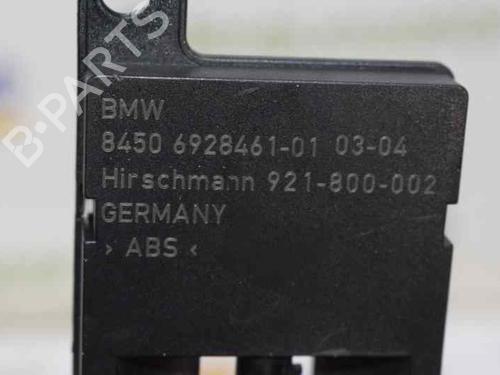 B-PARTS
BMW
8450 6928461-01 03-04
Hirschmann 921-800-002
GERMANY
> ABS <